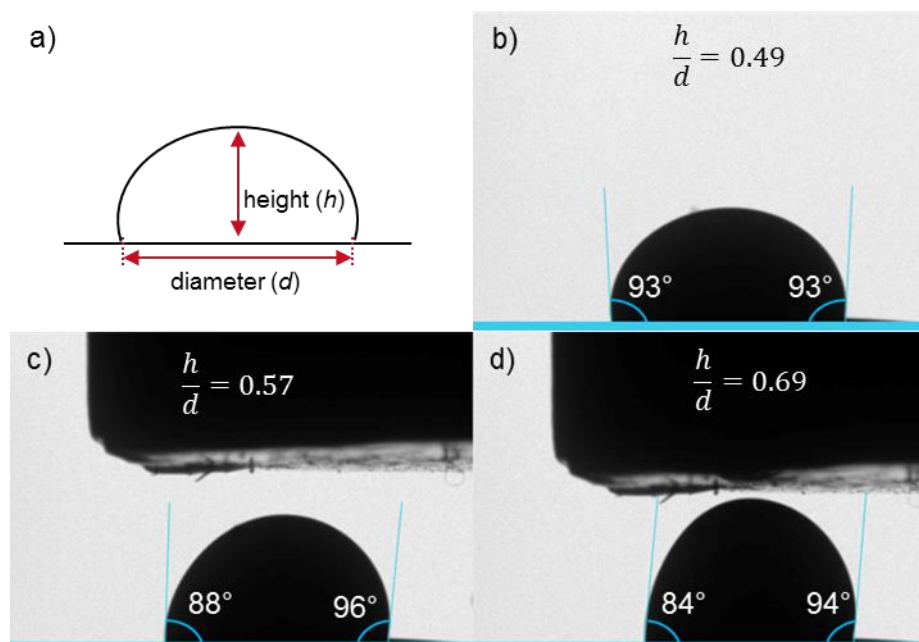 a)
height (h)
diameter (d)
b)
h/d = 0.49
93° 93°
c)
h/d = 0.57
88° 96°
d)
h/d = 0.69
84° 94°